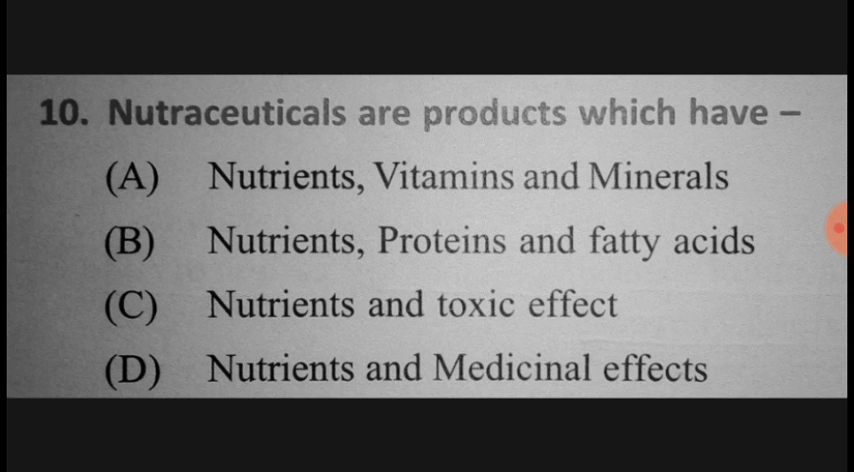 10. Nutraceuticals are products which have –
(A) Nutrients, Vitamins and Minerals
(B) Nutrients, Proteins and fatty acids
(C) Nutrients and toxic effect
(D) Nutrients and Medicinal effects